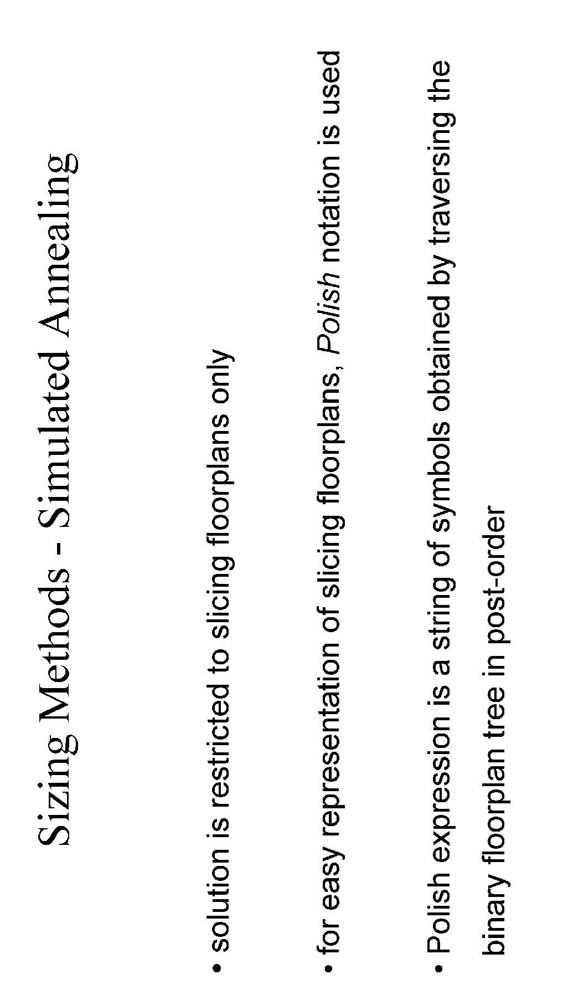 Sizing Methods - Simulated Annealing
• solution is restricted to slicing floorplans only
• for easy representation of slicing floorplans, Polish notation is used
• Polish expression is a string of symbols obtained by traversing the
binary floorplan tree in post-order